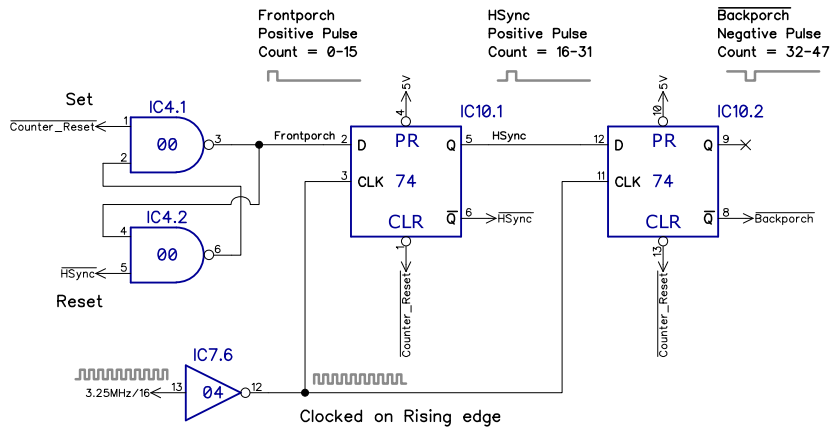 Frontporch
Positive Pulse
Count = 0-15
HSync
Positive Pulse
Count = 16-31
Backporch
Negative Pulse
Count = 32-47
Set
IC4.1
Counter_Reset
1
2
00
3
Frontporch
IC4.2
4
HSync
5
00
6
Reset
5V
4
IC10.1
2
D
PR
Q
5
HSync
3
CLK
74
CLR
Q
6
HSync
1
Counter_Reset
5V
10
IC10.2
12
D
PR
Q
9
11
CLK
74
CLR
Q
8
Backporch
13
Counter_Reset
IC7.6
3.25MHz/16
13
04
12
Clocked on Rising edge